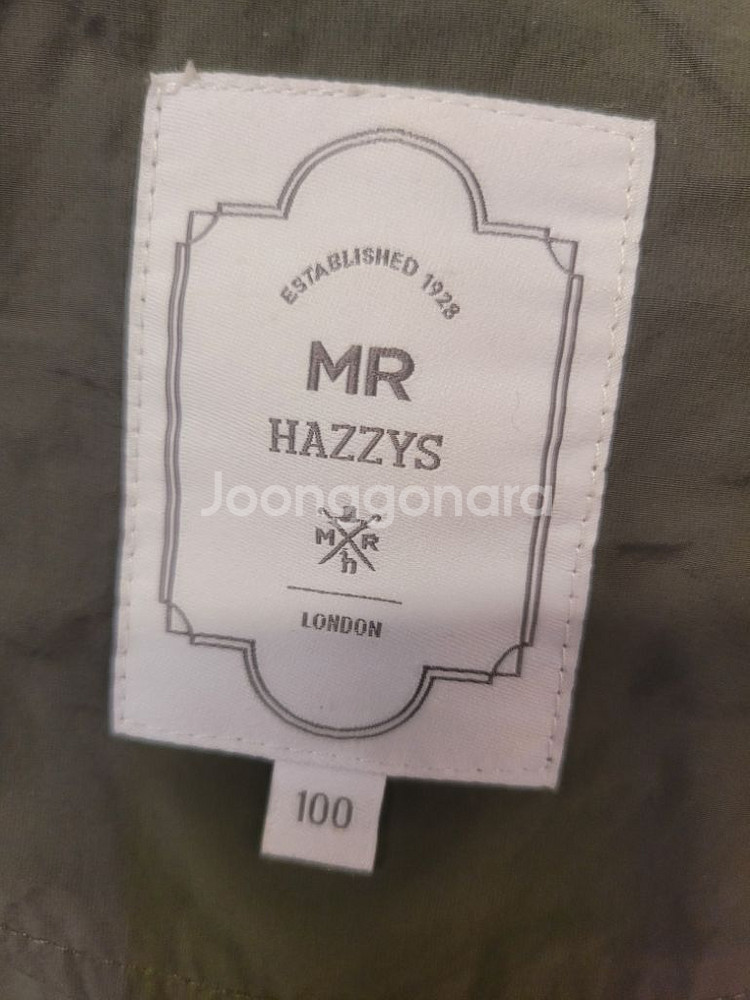 ESTABLISHED 1928
MR
HAZZYS
Joonggonara
M R
h
LONDON
100